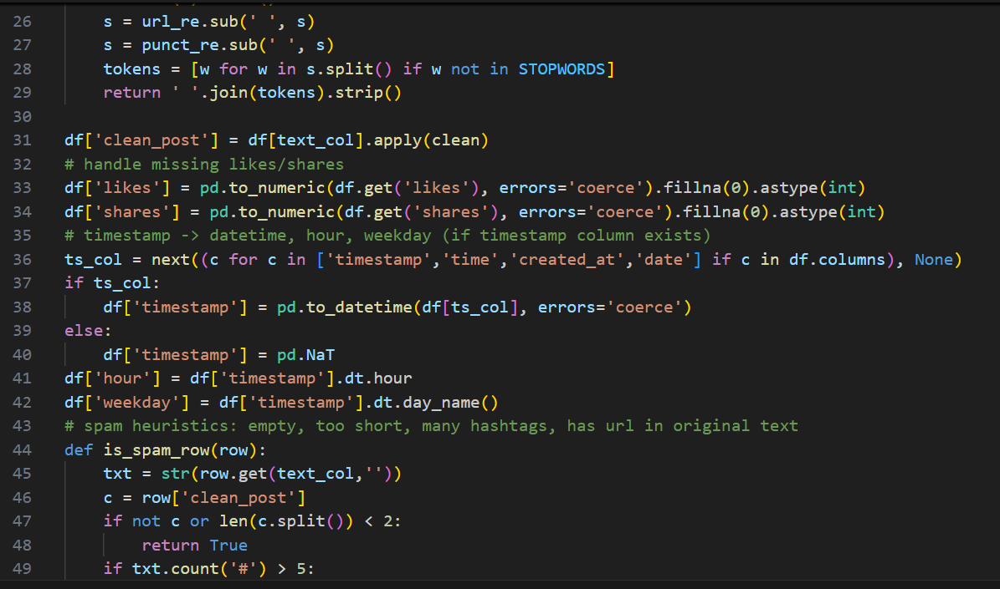 26 s = url_re.sub(' ', s)
27 s = punct_re.sub(' ', s)
28 tokens = [w for w in s.split() if w not in STOPWORDS]
29 return ' '.join(tokens).strip()
30
31 df['clean_post'] = df[text_col].apply(clean)
32 # handle missing likes/shares
33 df['likes'] = pd.to_numeric(df.get('likes'), errors='coerce').fillna(0).astype(int)
34 df['shares'] = pd.to_numeric(df.get('shares'), errors='coerce').fillna(0).astype(int)
35 # timestamp -> datetime, hour, weekday (if timestamp column exists)
36 ts_col = next((c for c in ['timestamp','time','created_at','date'] if c in df.columns), None)
37 if ts_col:
38 df['timestamp'] = pd.to_datetime(df[ts_col], errors='coerce')
39 else:
40 df['timestamp'] = pd.NaT
41 df['hour'] = df['timestamp'].dt.hour
42 df['weekday'] = df['timestamp'].dt.day_name()
43 # spam heuristics: empty, too short, many hashtags, has url in original text
44 def is_spam_row(row):
45 txt = str(row.get(text_col,''))
46 c = row['clean_post']
47 if not c or len(c.split()) < 2:
48 return True
49 if txt.count('#') > 5: